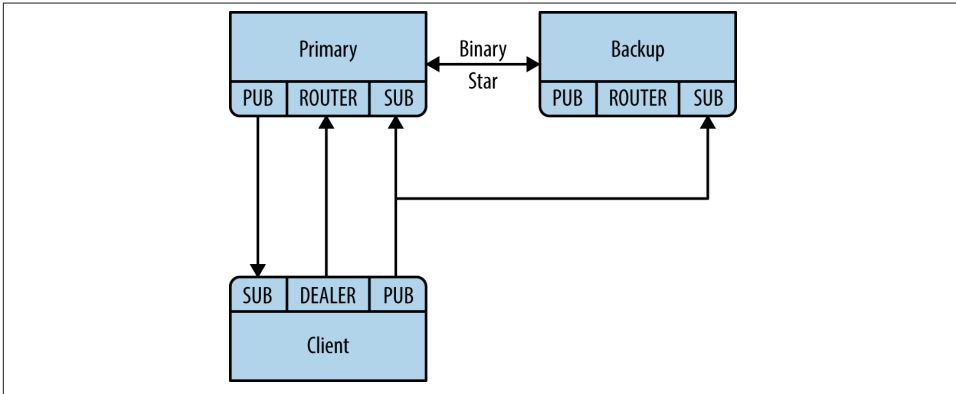 Primary
Binary
Star
Backup
PUB ROUTER SUB
PUB ROUTER SUB
SUB DEALER PUB
Client